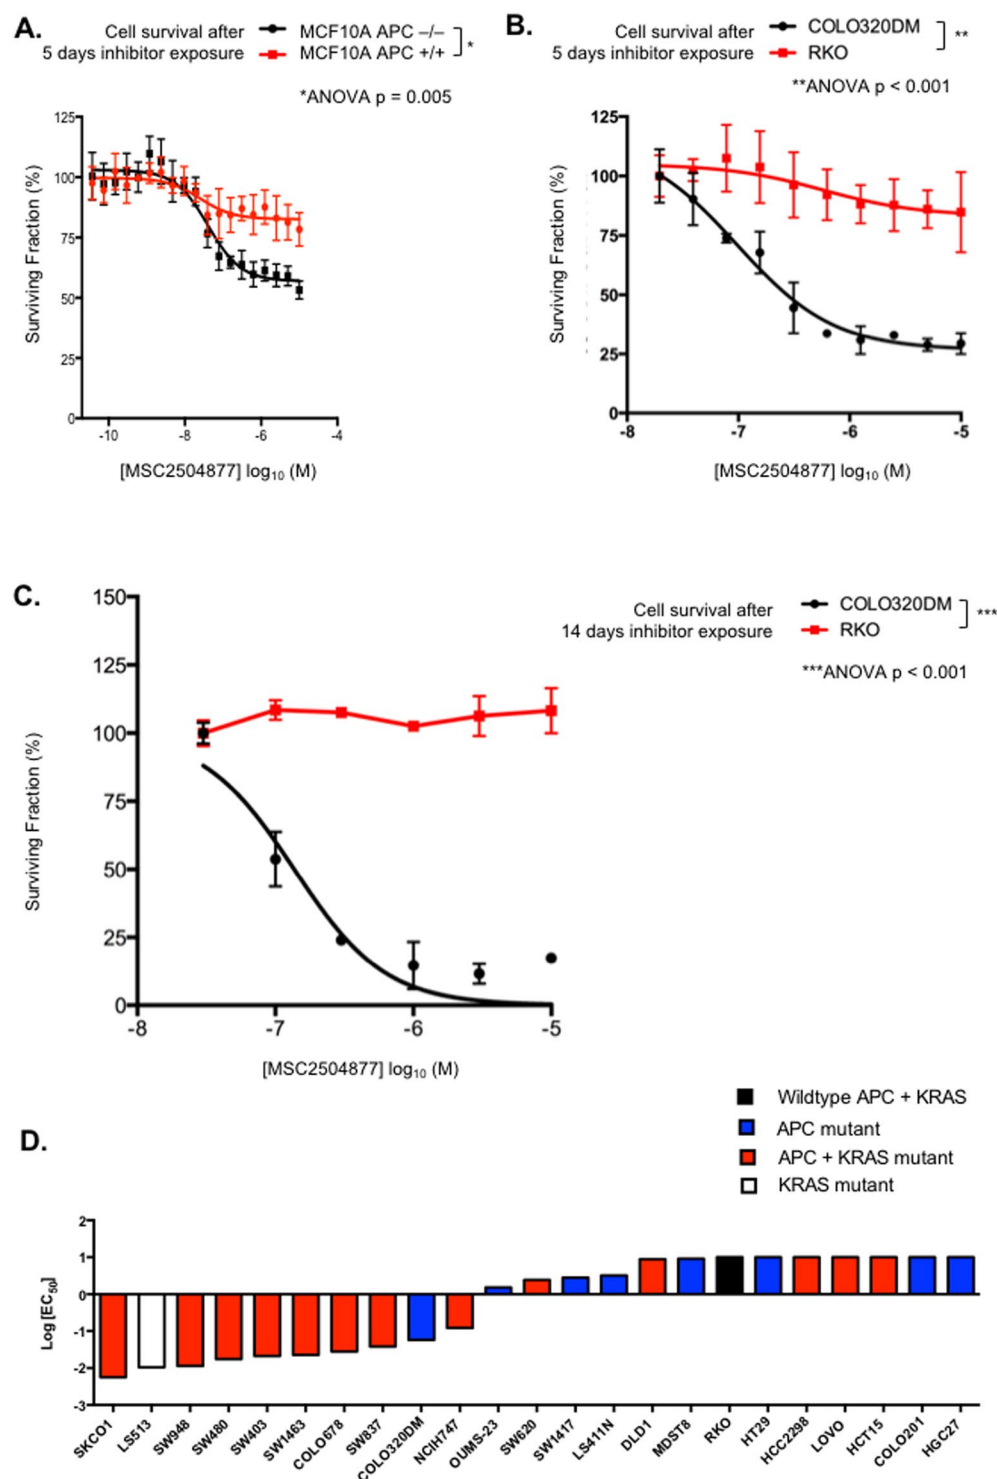 A.
Cell survival after
5 days inhibitor exposure
MCF10A APC –/–
MCF10A APC +/+
*
*ANOVA p = 0.005
Surviving Fraction (%)
125
100
75
50
25
0
-10 -8 -6 -4
[MSC2504877] log10 (M)
B.
Cell survival after
5 days inhibitor exposure
COLO320DM
RKO
**
**ANOVA p < 0.001
Surviving Fraction (%)
125
100
75
50
25
0
-8 -7 -6 -5
[MSC2504877] log10 (M)
C.
Cell survival after
14 days inhibitor exposure
COLO320DM
RKO
***
***ANOVA p < 0.001
Surviving Fraction (%)
150
125
100
75
50
25
0
-8 -7 -6 -5
[MSC2504877] log10 (M)
D.
Wildtype APC + KRAS
APC mutant
APC + KRAS mutant
KRAS mutant
Log [EC50]
2
1
0
-1
-2
-3
SKCO1
LS513
SW948
SW480
SW403
SW1463
COLO678
SW837
COLO320DM
NCIH747
OUMS-23
SW620
SW1417
LS411N
DLD1
MDST8
RKO
HT29
HCC2298
LOVO
HCT15
COLO201
HGC27